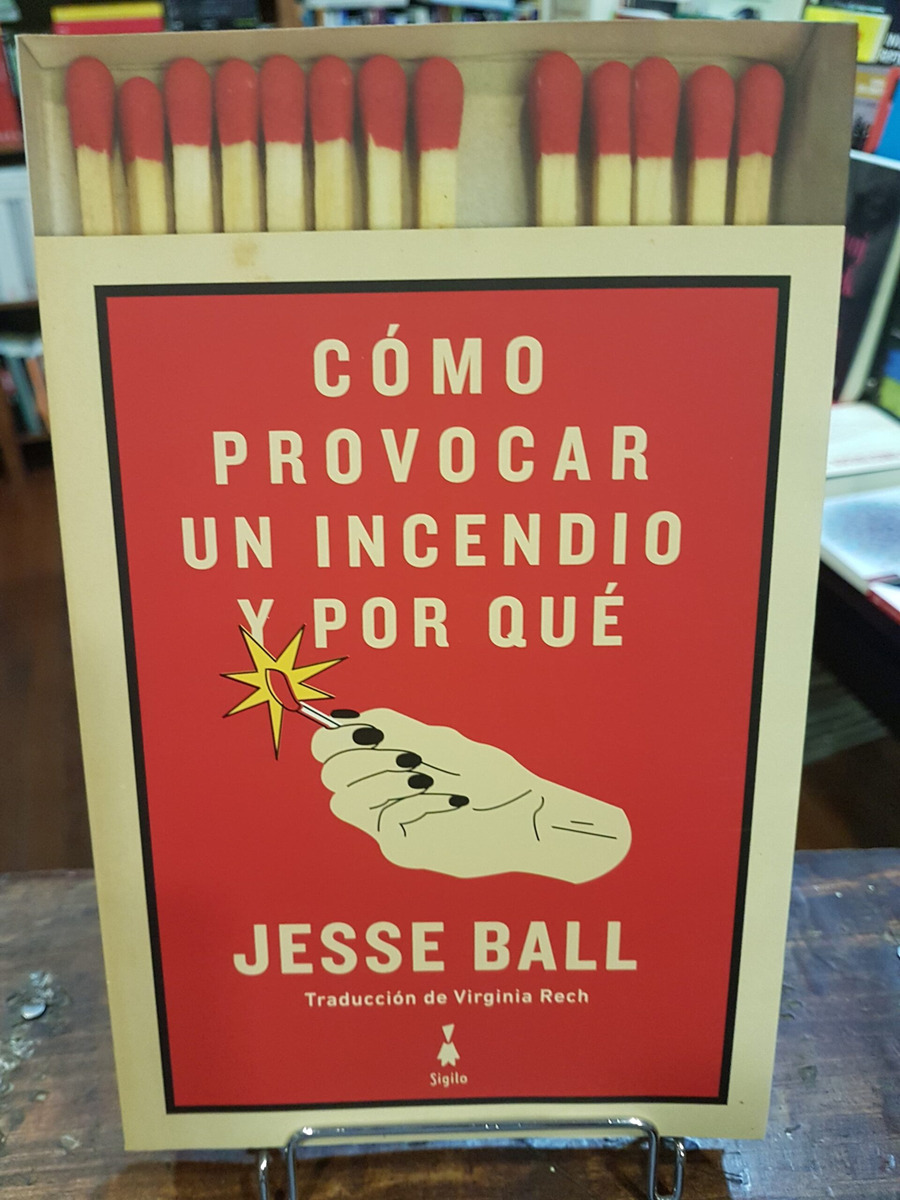 CÓMO
PROVOCAR
UN INCENDIO
Y POR QUÉ
JESSE BALL
Traducción de Virginia Rech
Sigilo